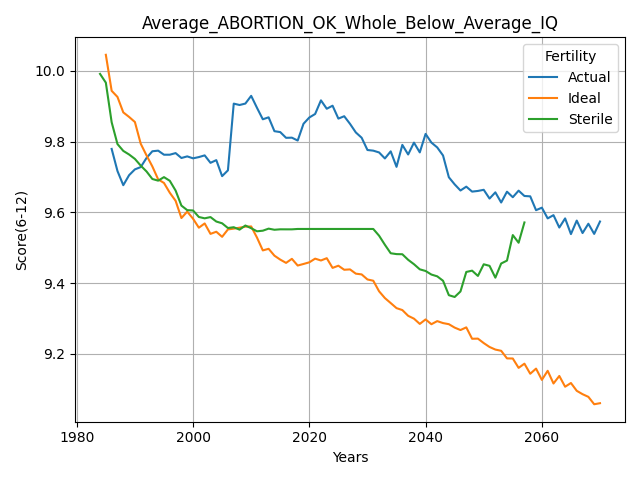 Average_ABORTION_OK_Whole_Below_Average_IQ
Fertility
Actual
Ideal
Sterile
10.0
9.8
9.6
9.4
9.2
Score(6-12)
1980
2000
2020
2040
2060
Years